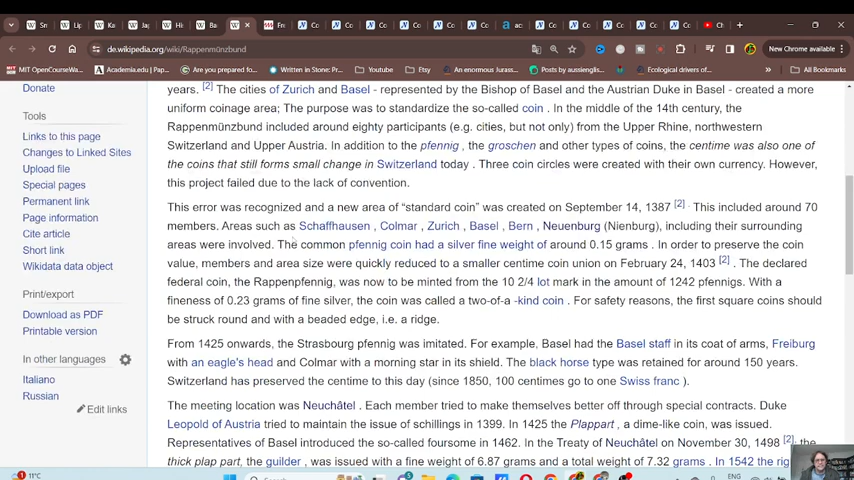 de.wikipedia.org/wiki/Rappenmünzbund
New Chrome available
MIT OpenCourseWa...
Academia.edu | Pap...
Are you prepared fo...
Written in Stone: Pr...
Youtube
Etsy
An enormous Jurass...
Posts by aussienglis...
Ecological drivers of...
All Bookmarks
Donate
Tools
Links to this page
Changes to Linked Sites
Upload file
Special pages
Permanent link
Page information
Cite article
Short link
Wikidata data object
Print/export
Download as PDF
Printable version
In other languages
Italiano
Russian
Edit links
years. [2] The cities of Zurich and Basel - represented by the Bishop of Basel and the Austrian Duke in Basel - created a more
uniform coinage area; The purpose was to standardize the so-called coin . In the middle of the 14th century, the
Rappenmünzbund included around eighty participants (e.g. cities, but not only) from the Upper Rhine, northwestern
Switzerland and Upper Austria. In addition to the pfennig , the groschen and other types of coins, the centime was also one of
the coins that still forms small change in Switzerland today . Three coin circles were created with their own currency. However,
this project failed due to the lack of convention.
This error was recognized and a new area of “standard coin” was created on September 14, 1387 [2] . This included around 70
members. Areas such as Schaffhausen , Colmar , Zurich , Basel , Bern , Neuenburg (Nienburg), including their surrounding
areas were involved. The common pfennig coin had a silver fine weight of around 0.15 grams . In order to preserve the coin
value, members and area size were quickly reduced to a smaller centime coin union on February 24, 1403 [2] . The declared
federal coin, the Rappenpfennig, was now to be minted from the 10 2/4 lot mark in the amount of 1242 pfennigs. With a
fineness of 0.23 grams of fine silver, the coin was called a two-of-a -kind coin . For safety reasons, the first square coins should
be struck round and with a beaded edge, i.e. a ridge.
From 1425 onwards, the Strasbourg pfennig was imitated. For example, Basel had the Basel staff in its coat of arms, Freiburg
with an eagle's head and Colmar with a morning star in its shield. The black horse type was retained for around 150 years.
Switzerland has preserved the centime to this day (since 1850, 100 centimes go to one Swiss franc ).
The meeting location was Neuchâtel . Each member tried to make themselves better off through special contracts. Duke
Leopold of Austria tried to maintain the issue of schillings in 1399. In 1425 the Plappart , a dime-like coin, was issued.
Representatives of Basel introduced the so-called foursome in 1462. In the Treaty of Neuchâtel on November 30, 1498 [2] the
thick plap part, the guilder , was issued with a fine weight of 6.87 grams and a total weight of 7.32 grams . In 1542 the
11°C
Search
ENG